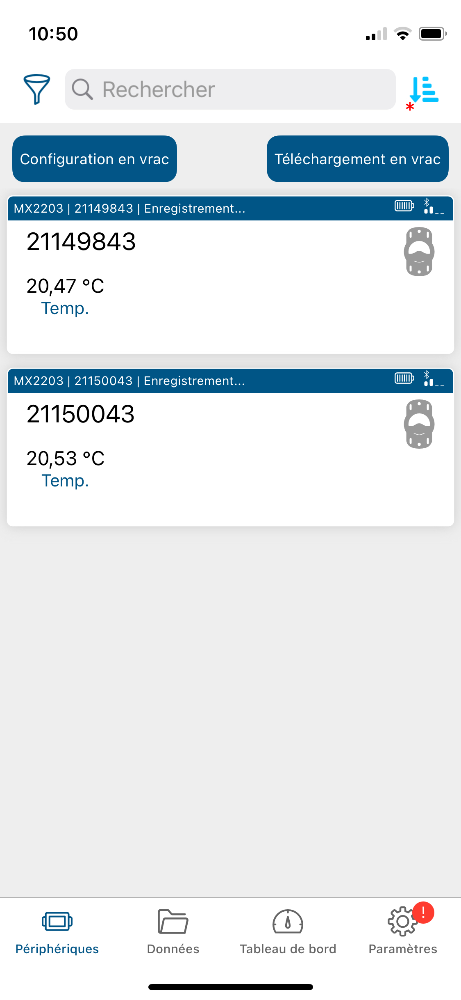 10:50
Rechercher
*
Configuration en vrac
Téléchargement en vrac
MX2203 | 21149843 | Enregistrement...
21149843
20,47 °C
Temp.
MX2203 | 21150043 | Enregistrement...
21150043
20,53 °C
Temp.
!
Périphériques
Données
Tableau de bord
Paramètres